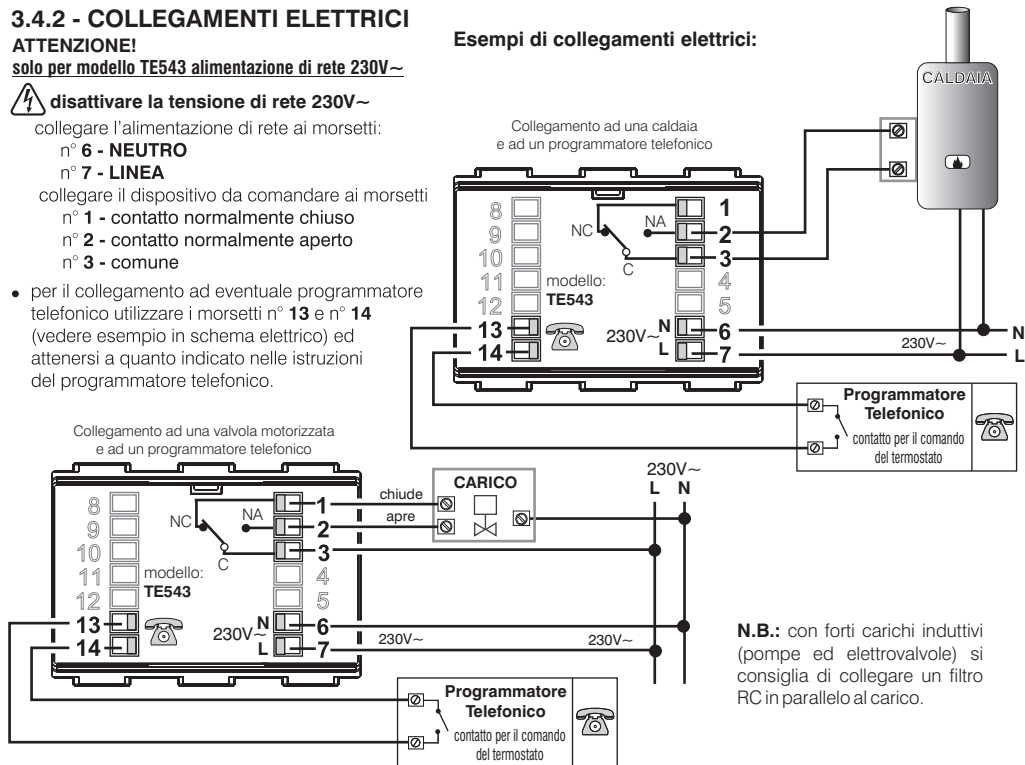 3.4.2 - COLLEGAMENTI ELETTRICI
ATTENZIONE!
solo per modello TE543 alimentazione di rete 230V~
disattivare la tensione di rete 230V~
collegare l'alimentazione di rete ai morsetti:
n° 6 - NEUTRO
n° 7 - LINEA
collegare il dispositivo da comandare ai morsetti
n° 1 - contatto normalmente chiuso
n° 2 - contatto normalmente aperto
n° 3 - comune
• per il collegamento ad eventuale programmatore
telefonico utilizzare i morsetti n° 13 e n° 14
(vedere esempio in schema elettrico) ed
attenersi a quanto indicato nelle istruzioni
del programmatore telefonico.
Esempi di collegamenti elettrici:
Collegamento ad una caldaia
e ad un programmatore telefonico
CALDAIA
8
9
10
11
12
13
14
NC
NA
C
modello:
TE543
230V~
N
L
1
2
3
4
5
6
7
230V~
N
L
Programmatore
Telefonico
contatto per il comando
del termostato
Collegamento ad una valvola motorizzata
e ad un programmatore telefonico
8
9
10
11
12
13
14
NC
NA
C
modello:
TE543
230V~
N
L
1
2
3
4
5
6
7
chiude
apre
CARICO
230V~
L N
230V~
230V~
Programmatore
Telefonico
contatto per il comando
del termostato
N.B.: con forti carichi induttivi
(pompe ed elettrovalvole) si
consiglia di collegare un filtro
RC in parallelo al carico.